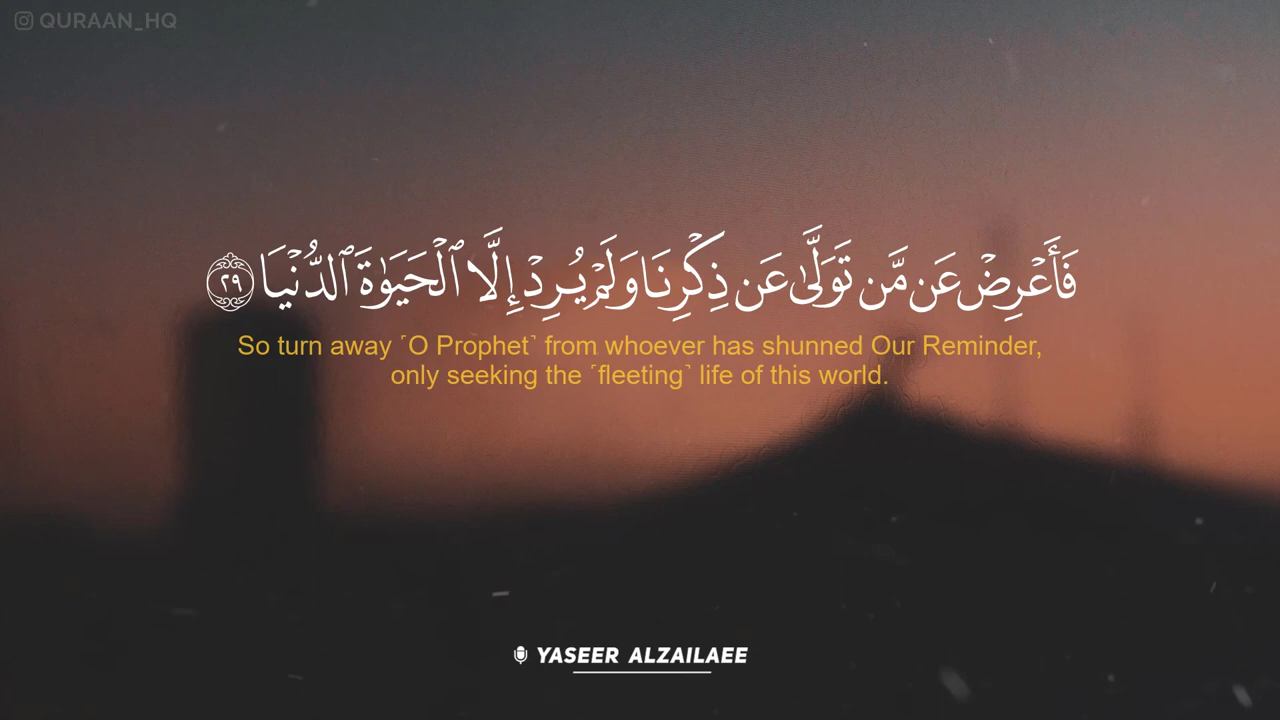 QURAAN_HQ
فَأَعْرِضْ عَن مَّن تَوَلَّىٰ عَن ذِكْرِنَا وَلَمْ يُرِدْ إِلَّا ٱلْحَيَوٰةَ ٱلدُّنْيَا ٢٩
So turn away ˹O Prophet˺ from whoever has shunned Our Reminder,
only seeking the ˹fleeting˺ life of this world.
YASEER ALZAILAEE